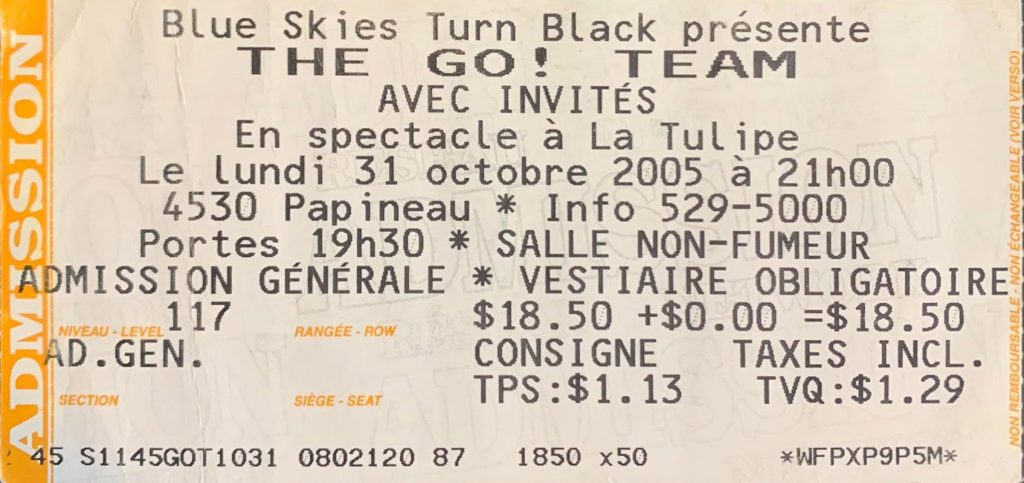 ADMISSION
Blue Skies Turn Black présente
THE GO! TEAM
AVEC INVITÉS
En spectacle à La Tulipe
Le lundi 31 octobre 2005 à 21h00
4530 Papineau * Info 529-5000
Portes 19h30 * SALLE NON-FUMEUR
ADMISSION GÉNÉRALE * VESTIAIRE OBLIGATOIRE
NIVEAU - LEVEL 117 RANGÉE - ROW $18.50 +$0.00 =$18.50
AD.GEN. CONSIGNE TAXES INCL.
SECTION SIÈGE - SEAT TPS:$1.13 TVQ:$1.29
45 S1145GOT1031 0802120 87 1850 x50 *WFPXP9P5M*
NON REMBOURSABLE - NON ÉCHANGEABLE (VOIR VERSO)